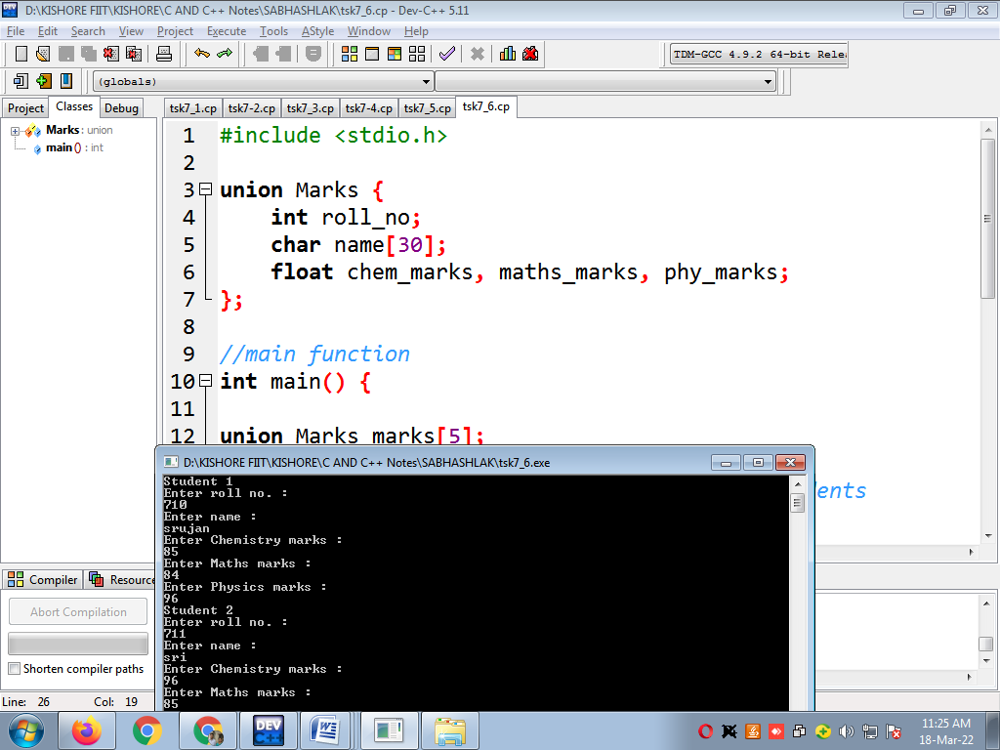 D:\KISHORE FIIT\KISHORE\C AND C++ Notes\SABHASHLAK\tsk7_6.cp - Dev-C++ 5.11
File Edit Search View Project Execute Tools AStyle Window Help
TDM-GCC 4.9.2 64-bit Rele
(globals)
Project Classes Debug
tsk7_1.cp tsk7-2.cp tsk7_3.cp tsk7-4.cp tsk7_5.cp tsk7_6.cp
Marks : union
main () : int
1 #include <stdio.h>
2
3 union Marks {
4 int roll_no;
5 char name[30];
6 float chem_marks, maths_marks, phy_marks;
7 };
8
9 //main function
10 int main() {
11
12 union Marks marks[5];
ents
D:\KISHORE FIIT\KISHORE\C AND C++ Notes\SABHASHLAK\tsk7_6.exe
Student 1
Enter roll no. :
710
Enter name :
srujan
Enter Chemistry marks :
85
Enter Maths marks :
84
Enter Physics marks :
96
Student 2
Enter roll no. :
711
Enter name :
sri
Enter Chemistry marks :
96
Enter Maths marks :
85
Compiler Resource
Abort Compilation
Shorten compiler paths
Line: 26 Col: 19
DEV C++
11:25 AM
18-Mar-22